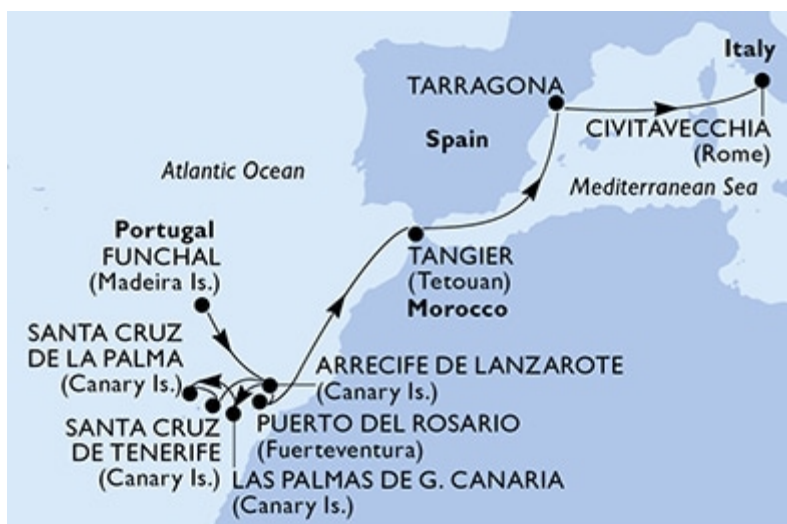 Italy
TARRAGONA
CIVITAVECCHIA
(Rome)
Spain
Atlantic Ocean
Mediterranean Sea
Portugal
FUNCHAL
(Madeira Is.)
TANGIER
(Tetouan)
Morocco
SANTA CRUZ
DE LA PALMA
(Canary Is.)
ARRECIFE DE LANZAROTE
(Canary Is.)
SANTA CRUZ
DE TENERIFE
(Canary Is.)
PUERTO DEL ROSARIO
(Fuerteventura)
LAS PALMAS DE G. CANARIA
(Canary Is.)